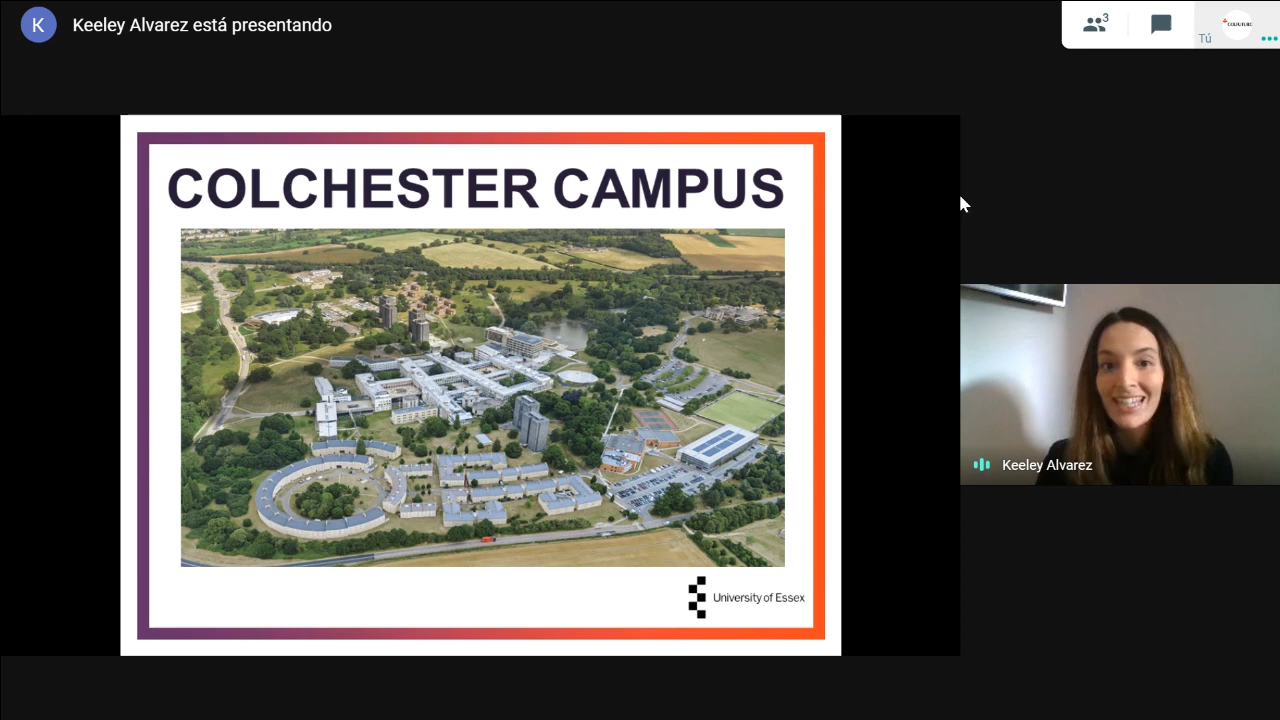 K
Keeley Alvarez está presentando
3
Tú
COLCHESTER CAMPUS
Keeley Alvarez
University of Essex